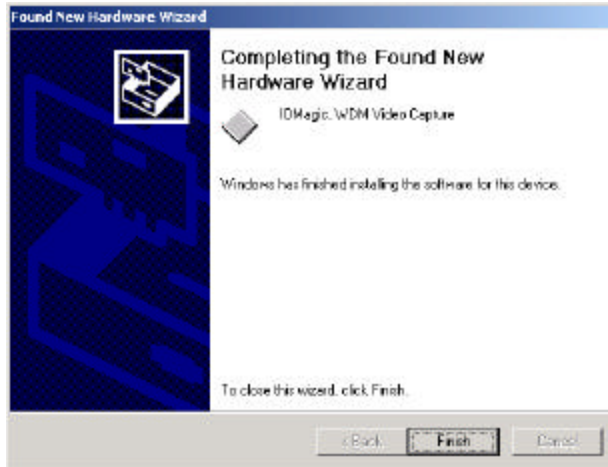 Found New Hardware Wizard
Completing the Found New
Hardware Wizard
IOMagic, WDM Video Capture
Windows has finished installing the software for this device.
To close this wizard, click Finish.
< Back
Finish
Cancel